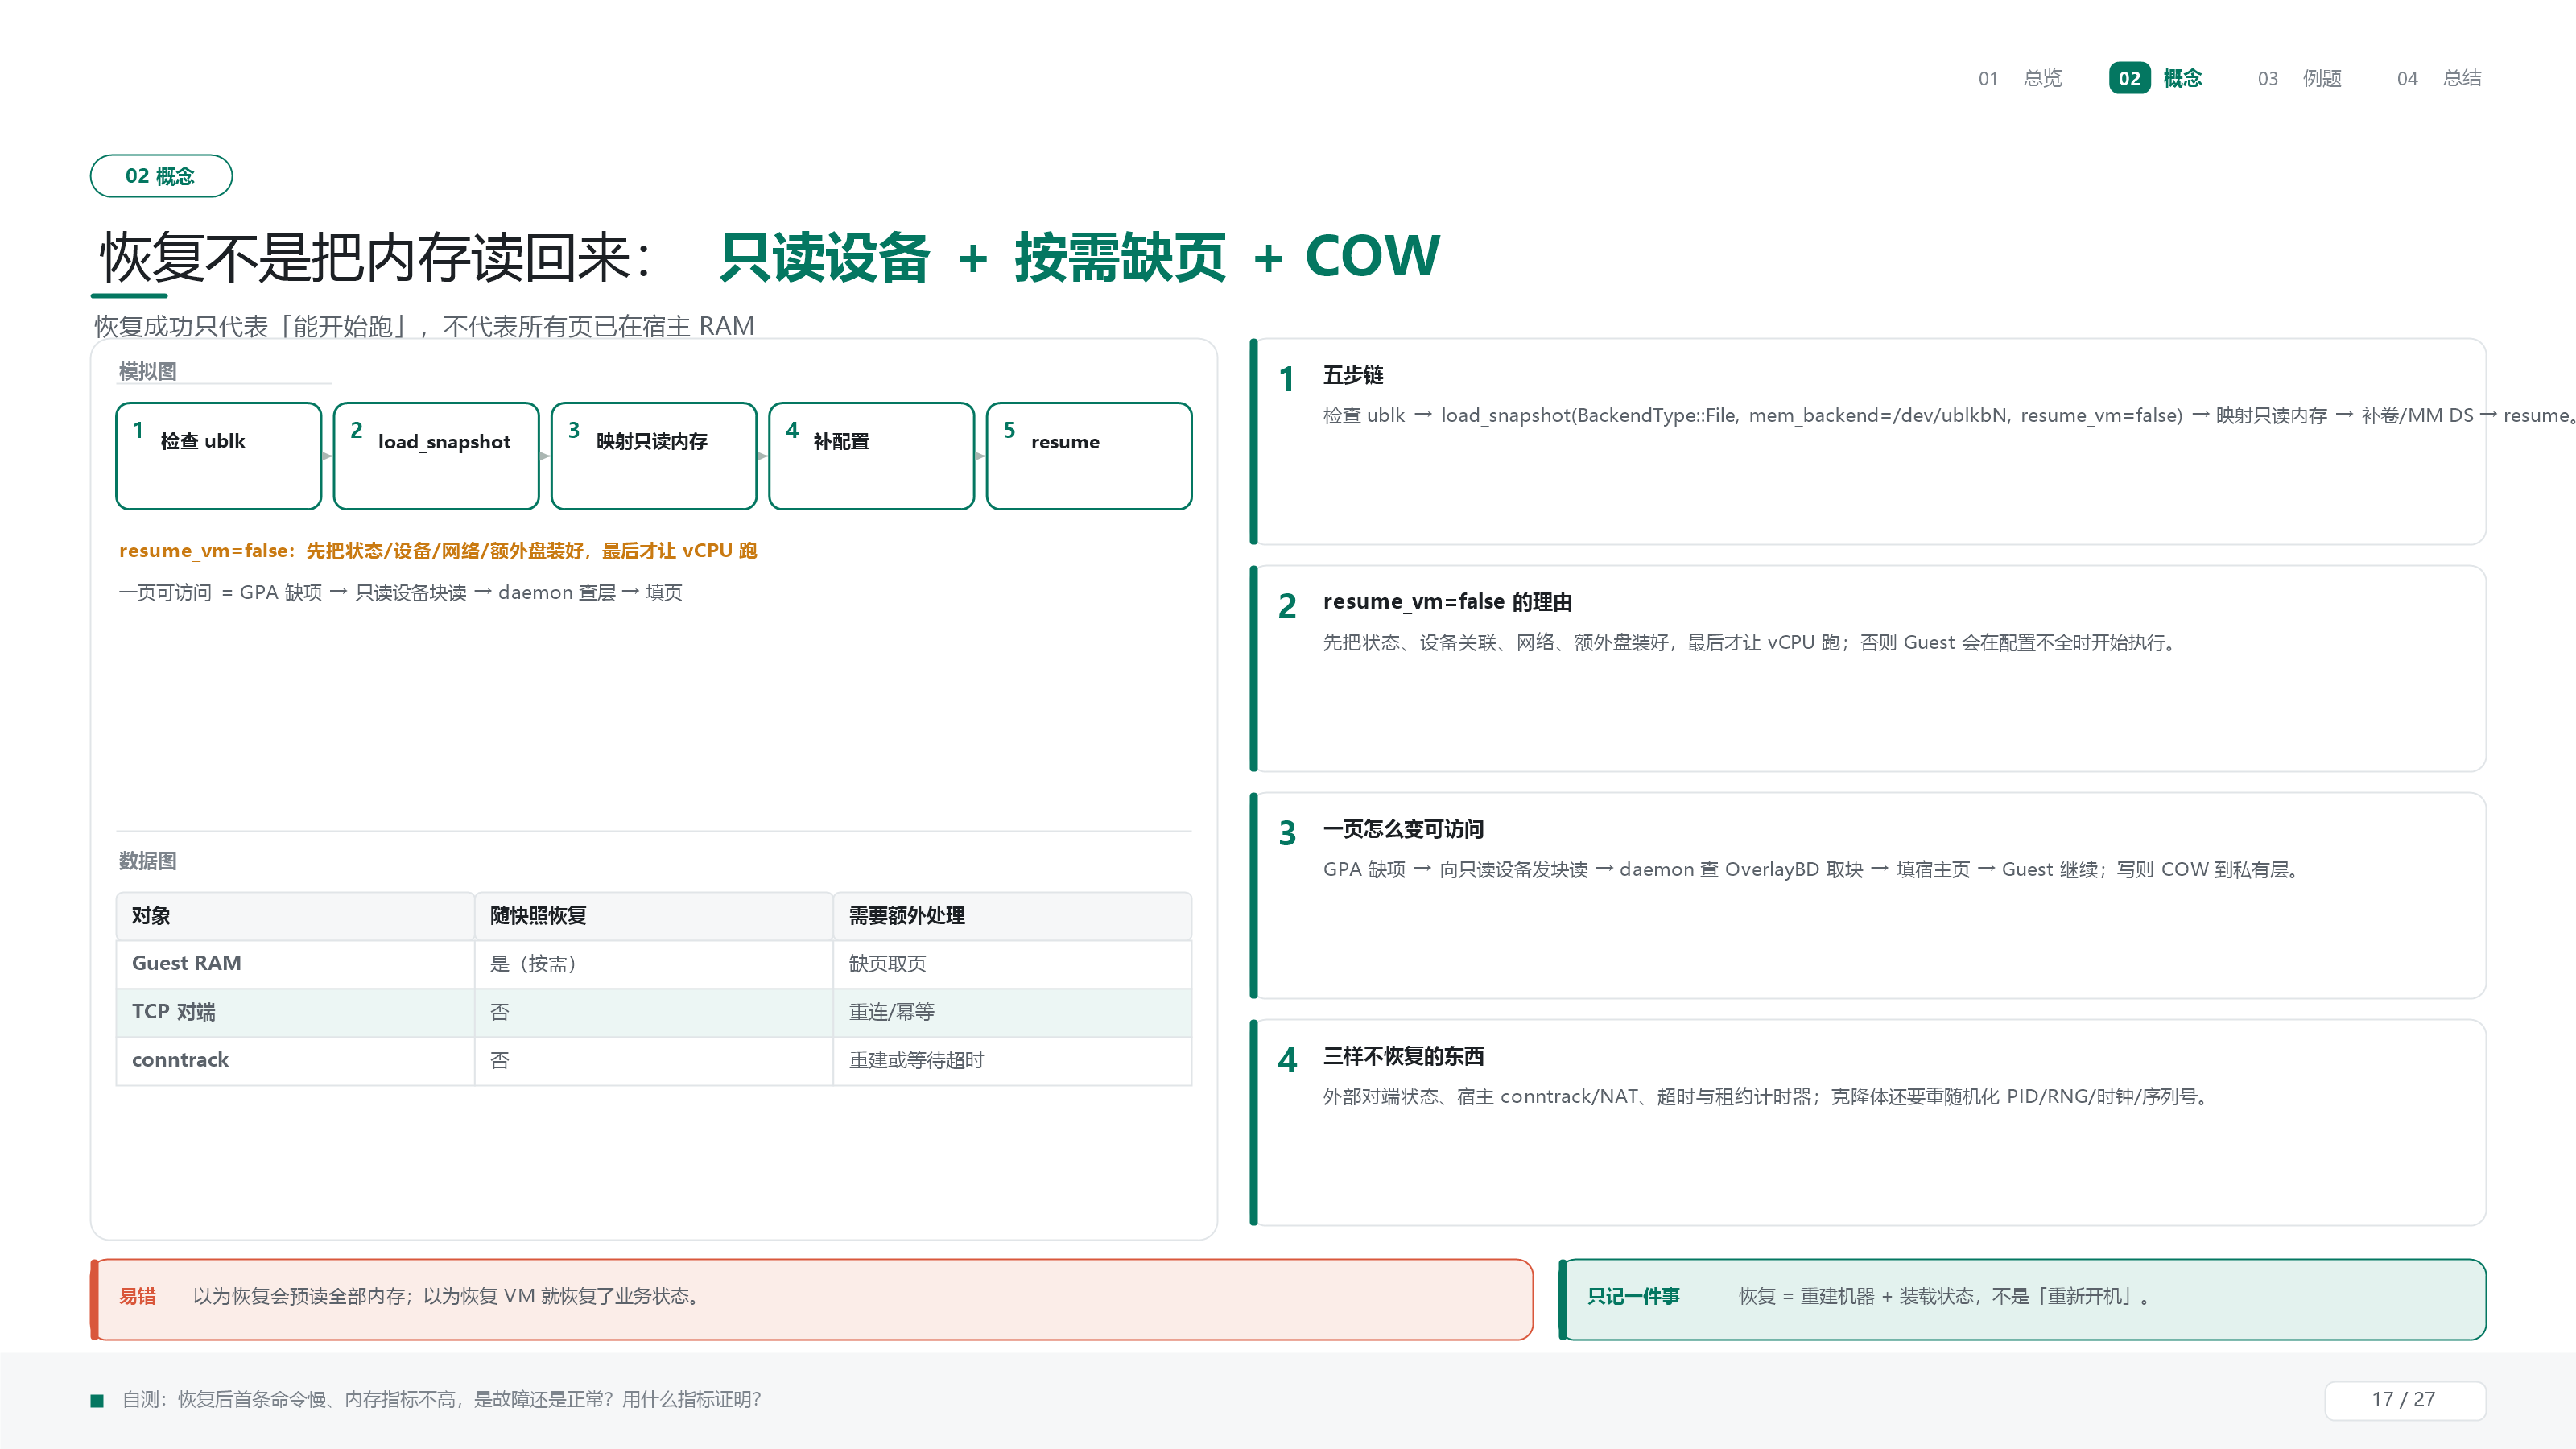 01 总览 02 概念 03 例题 04 总结
02 概念
恢复不是把内存读回来： 只读设备 + 按需缺页 + COW
恢复成功只代表「能开始跑」，不代表所有页已在宿主 RAM
模拟图
1 检查 ublk
2 load_snapshot
3 映射只读内存
4 补配置
5 resume
resume_vm=false：先把状态/设备/网络/额外盘装好，最后才让 vCPU 跑
一页可访问 = GPA 缺项 → 只读设备块读 → daemon 查层 → 填页
数据图
对象 随快照恢复 需要额外处理
Guest RAM 是（按需） 缺页取页
TCP 对端 否 重连/幂等
conntrack 否 重建或等待超时
1 五步链
检查 ublk → load_snapshot(BackendType::File, mem_backend=/dev/ublkbN, resume_vm=false) → 映射只读内存 → 补卷/MM DS → resume。
2 resume_vm=false 的理由
先把状态、设备关联、网络、额外盘装好，最后才让 vCPU 跑；否则 Guest 会在配置不全时开始执行。
3 一页怎么变可访问
GPA 缺项 → 向只读设备发块读 → daemon 查 OverlayBD 取块 → 填宿主页 → Guest 继续；写则 COW 到私有层。
4 三样不恢复的东西
外部对端状态、宿主 conntrack/NAT、超时与租约计时器；克隆体还要重随机化 PID/RNG/时钟/序列号。
易错 以为恢复会预读全部内存；以为恢复 VM 就恢复了业务状态。
只记一件事 恢复 = 重建机器 + 装载状态，不是「重新开机」。
自测：恢复后首条命令慢、内存指标不高，是故障还是正常？用什么指标证明？
17 / 27